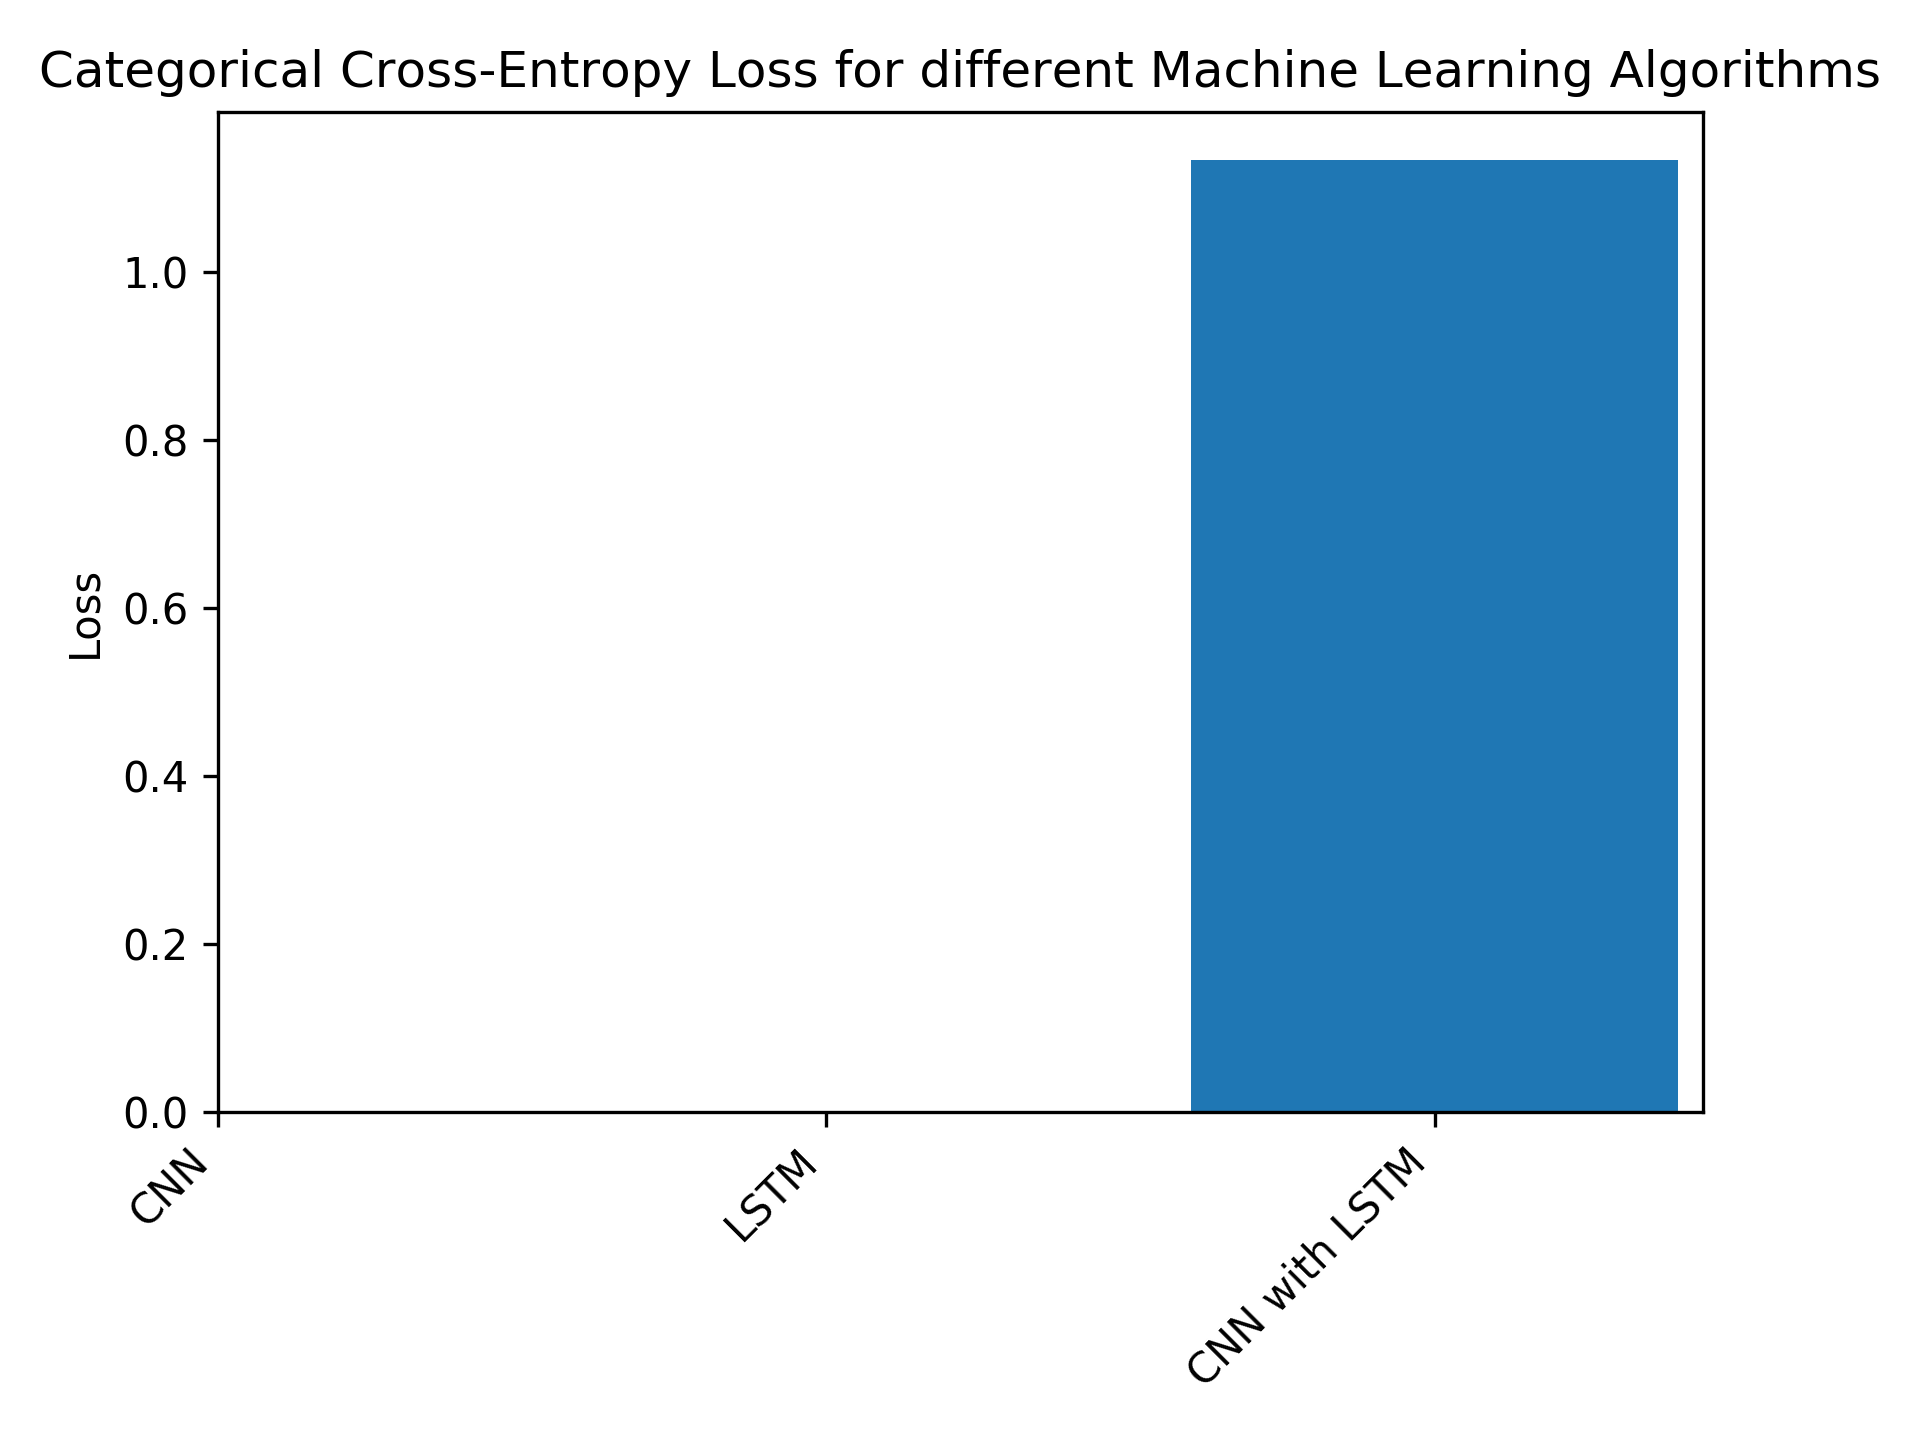 Categorical Cross-Entropy Loss for different Machine Learning Algorithms
Loss
1.0
0.8
0.6
0.4
0.2
0.0
CNN
LSTM
CNN with LSTM